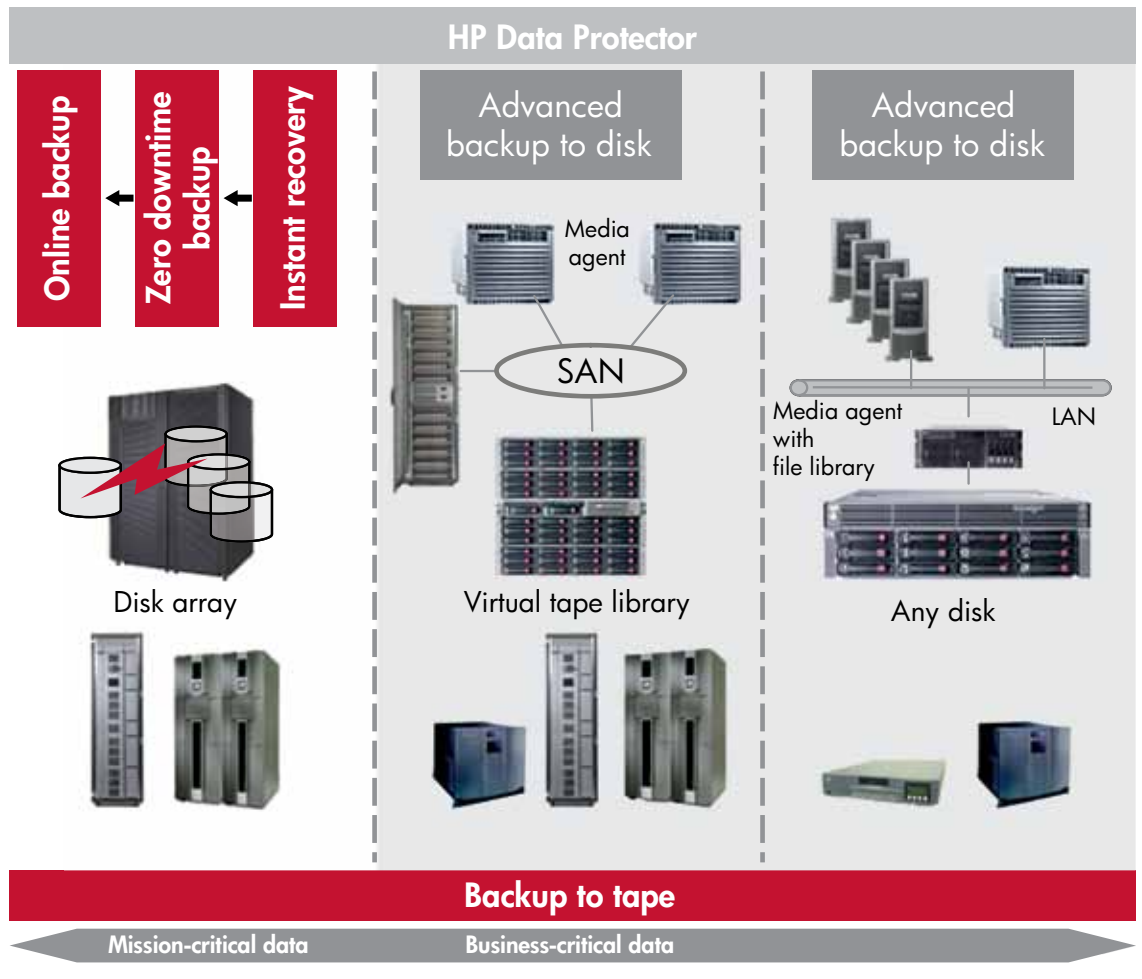 HP Data Protector
Online backup
Zero downtime
backup
Instant recovery
Advanced
backup to disk
Advanced
backup to disk
Media
agent
SAN
Media agent
with
file library
LAN
Disk array
Virtual tape library
Any disk
Backup to tape
Mission-critical data
Business-critical data